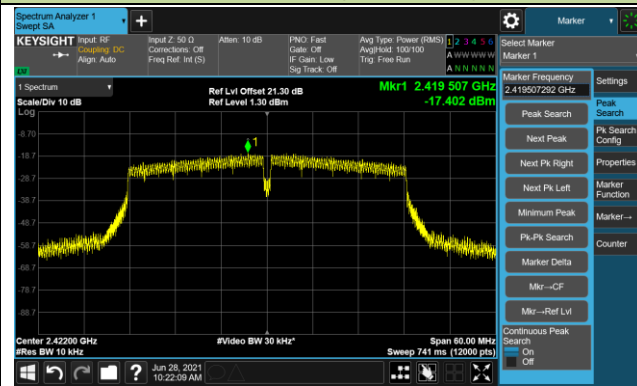 Spectrum Analyzer 1
Swept SA
Marker
KEYSIGHT
Input: RF
Coupling: DC
Align: Auto
Input Z: 50 Ω
Corrections: Off
Freq Ref: Int (S)
Atten: 10 dB
PNO: Fast
Gate: Off
IF Gain: Low
Sig Track: Off
Avg Type: Power (RMS)
Avg|Hold: 100/100
Trig: Free Run
1 2 3 4 5 6
A W W W W W
A N N N N N
LXI
Select Marker
Marker 1
1 Spectrum
Scale/Div 10 dB
Log
Ref Lvl Offset 21.30 dB
Ref Level 1.30 dBm
Mkr1 2.419 507 GHz
-17.402 dBm
1
-8.70
-18.7
-28.7
-38.7
-48.7
-58.7
-68.7
-78.7
-88.7
Center 2.42200 GHz
#Res BW 10 kHz
#Video BW 30 kHz*
Span 60.00 MHz
Sweep 741 ms (12000 pts)
Marker Frequency
2.419507292 GHz
Peak Search
Next Peak
Next Pk Right
Next Pk Left
Minimum Peak
Pk-Pk Search
Marker Delta
Mkr→CF
Mkr→Ref Lvl
Continuous Peak
Search
On
Off
Settings
Peak
Search
Pk Search
Config
Properties
Marker
Function
Marker→
Counter
Jun 28, 2021
10:22:09 AM